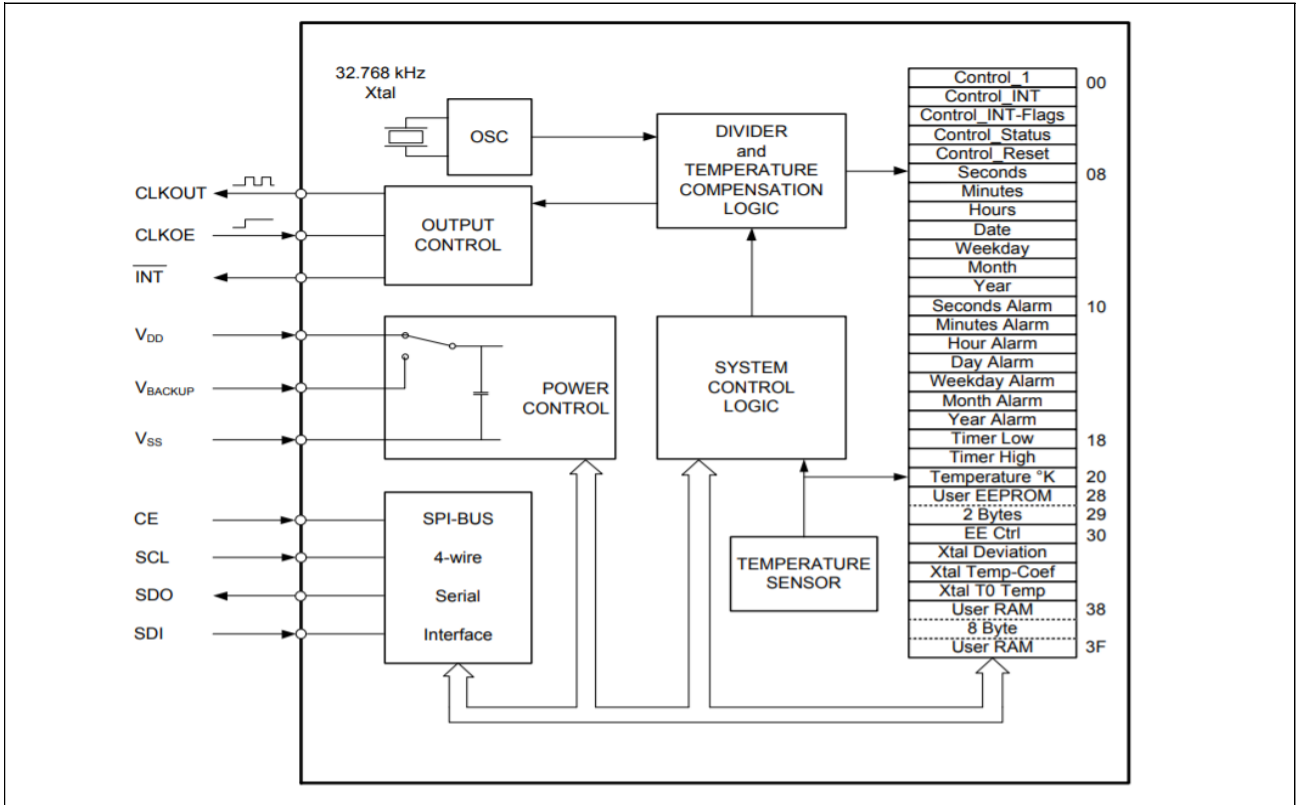 32.768 kHz
Xtal
OSC
DIVIDER
and
TEMPERATURE
COMPENSATION
LOGIC
CLKOUT
CLKOE
INT
OUTPUT
CONTROL
VDD
VBACKUP
VSS
POWER
CONTROL
SYSTEM
CONTROL
LOGIC
CE
SCL
SDO
SDI
SPI-BUS
4-wire
Serial
Interface
TEMPERATURE
SENSOR
Control_1 00
Control_INT
Control_INT-Flags
Control_Status
Control_Reset
Seconds 08
Minutes
Hours
Date
Weekday
Month
Year
Seconds Alarm 10
Minutes Alarm
Hour Alarm
Day Alarm
Weekday Alarm
Month Alarm
Year Alarm
Timer Low 18
Timer High
Temperature °K 20
User EEPROM 28
2 Bytes 29
EE Ctrl 30
Xtal Deviation
Xtal Temp-Coef
Xtal T0 Temp
User RAM 38
8 Byte
User RAM 3F